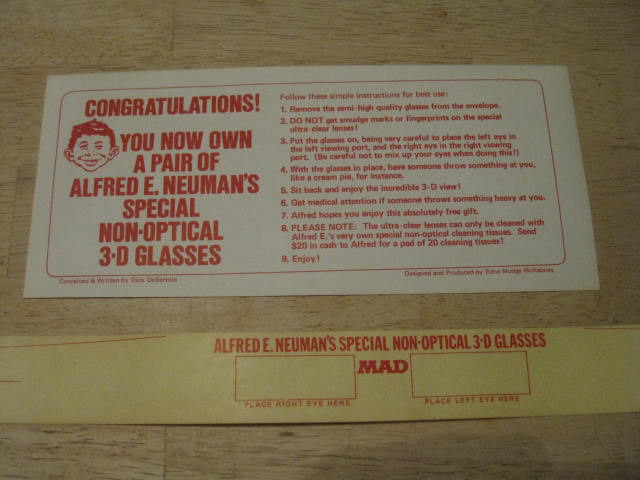 CONGRATULATIONS!
YOU NOW OWN
A PAIR OF
ALFRED E. NEUMAN'S
SPECIAL
NON-OPTICAL
3-D GLASSES
Conceived & Written by Dick DeBartolo
Follow these simple instructions for best use:
1. Remove the semi-high quality glasses from the envelope.
2. DO NOT get smudge marks or fingerprints on the special
ultra-clear lenses!
3. Put the glasses on, being very careful to place the left eye in
the left viewing port, and the right eye in the right viewing
port. (Be careful not to mix up your eyes when doing this!)
4. With the glasses in place, have someone throw something at you,
like a cream pie, for instance.
5. Sit back and enjoy the incredible 3-D view!
6. Get medical attention if someone throws something heavy at you.
7. Alfred hopes you enjoy this absolutely free gift.
8. PLEASE NOTE: The ultra-clear lenses can only be cleaned with
Alfred E.'s very own special non-optical cleaning tissues. Send
$20 in cash to Alfred for a pad of 20 cleaning tissues!
9. Enjoy!
Designed and Produced by Edna Mudge McNabney
ALFRED E. NEUMAN'S SPECIAL NON-OPTICAL 3-D GLASSES
MAD
PLACE RIGHT EYE HERE
PLACE LEFT EYE HERE